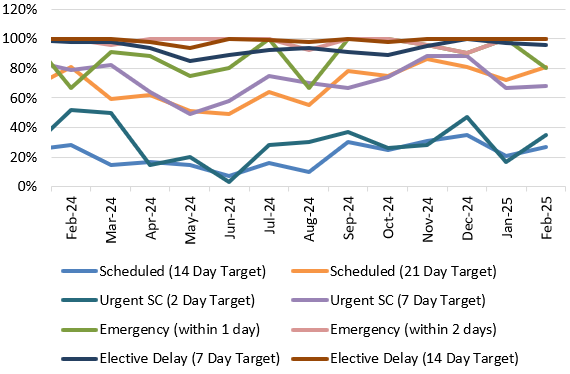 120%
100%
80%
60%
40%
20%
0%
Feb-24
Mar-24
Apr-24
May-24
Jun-24
Jul-24
Aug-24
Sep-24
Oct-24
Nov-24
Dec-24
Jan-25
Feb-25
Scheduled (14 Day Target)
Scheduled (21 Day Target)
Urgent SC (2 Day Target)
Urgent SC (7 Day Target)
Emergency (within 1 day)
Emergency (within 2 days)
Elective Delay (7 Day Target)
Elective Delay (14 Day Target)